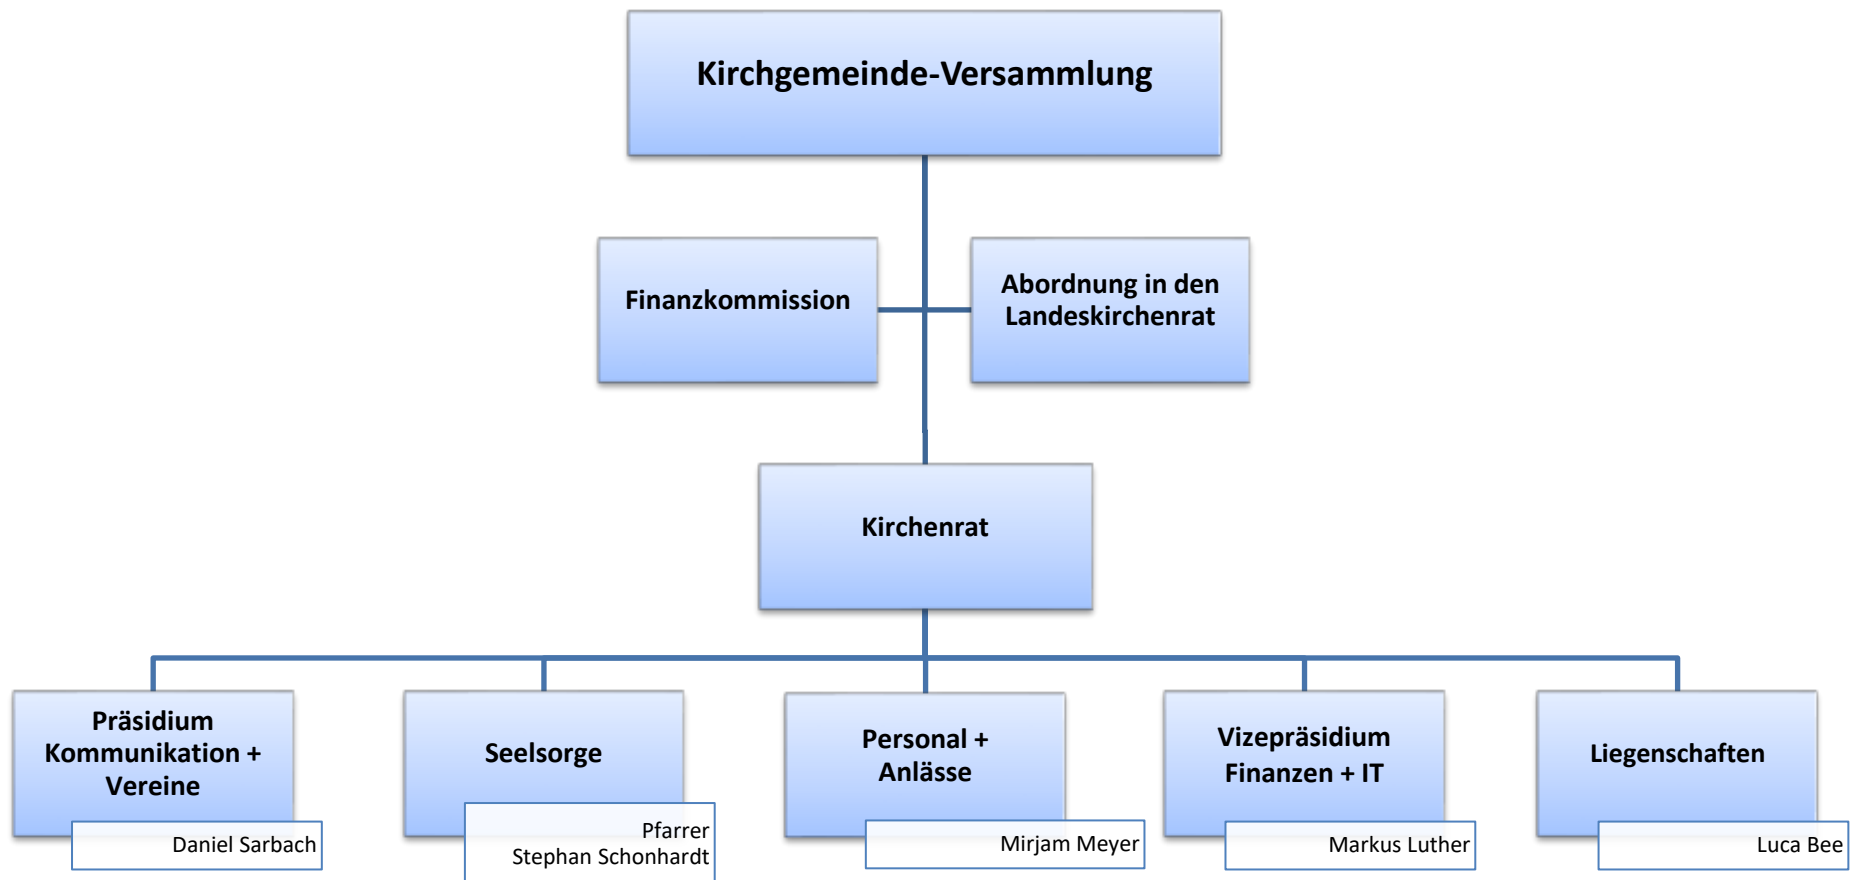 Kirchgemeinde-Versammlung
Finanzkommission
Abordnung in den
Landeskirchenrat
Kirchenrat
Präsidium
Kommunikation +
Vereine
Daniel Sarbach
Seelsorge
Pfarrer
Stephan Schonhardt
Personal +
Anlässe
Mirjam Meyer
Vizepräsidium
Finanzen + IT
Markus Luther
Liegenschaften
Luca Bee